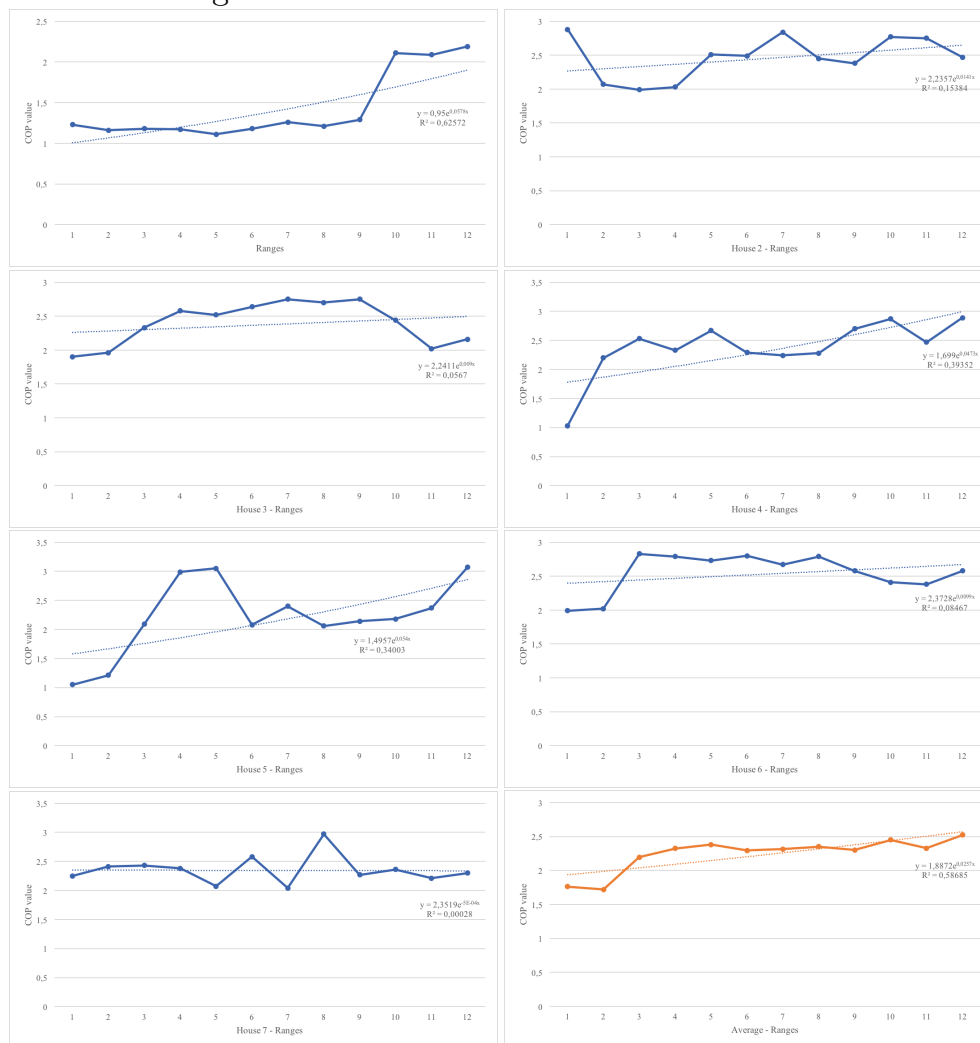 2,5
2
1,5
1
0,5
0
COP value
y = 0,95e^0,0578x
R² = 0,62572
1 2 3 4 5 6 7 8 9 10 11 12
Ranges
3
2,5
2
1,5
1
0,5
0
COP value
y = 2,2357e^0,0143x
R² = 0,15384
1 2 3 4 5 6 7 8 9 10 11 12
House 2 - Ranges
3
2,5
2
1,5
1
0,5
0
COP value
y = 2,2411e^0,009x
R² = 0,0567
1 2 3 4 5 6 7 8 9 10 11 12
House 3 - Ranges
3,5
3
2,5
2
1,5
1
0,5
0
COP value
y = 1,699e^0,0473x
R² = 0,39352
1 2 3 4 5 6 7 8 9 10 11 12
House 4 - Ranges
3,5
3
2,5
2
1,5
1
0,5
0
COP value
y = 1,4957e^0,054x
R² = 0,34003
1 2 3 4 5 6 7 8 9 10 11 12
House 5 - Ranges
3
2,5
2
1,5
1
0,5
0
COP value
y = 2,3728e^0,0099x
R² = 0,08467
1 2 3 4 5 6 7 8 9 10 11 12
House 6 - Ranges
3,5
3
2,5
2
1,5
1
0,5
0
COP value
y = 2,3519e^-5E-04x
R² = 0,00028
1 2 3 4 5 6 7 8 9 10 11 12
House 7 - Ranges
3
2,5
2
1,5
1
0,5
0
COP value
y = 1,8872e^0,0257x
R² = 0,58685
1 2 3 4 5 6 7 8 9 10 11 12
Average - Ranges